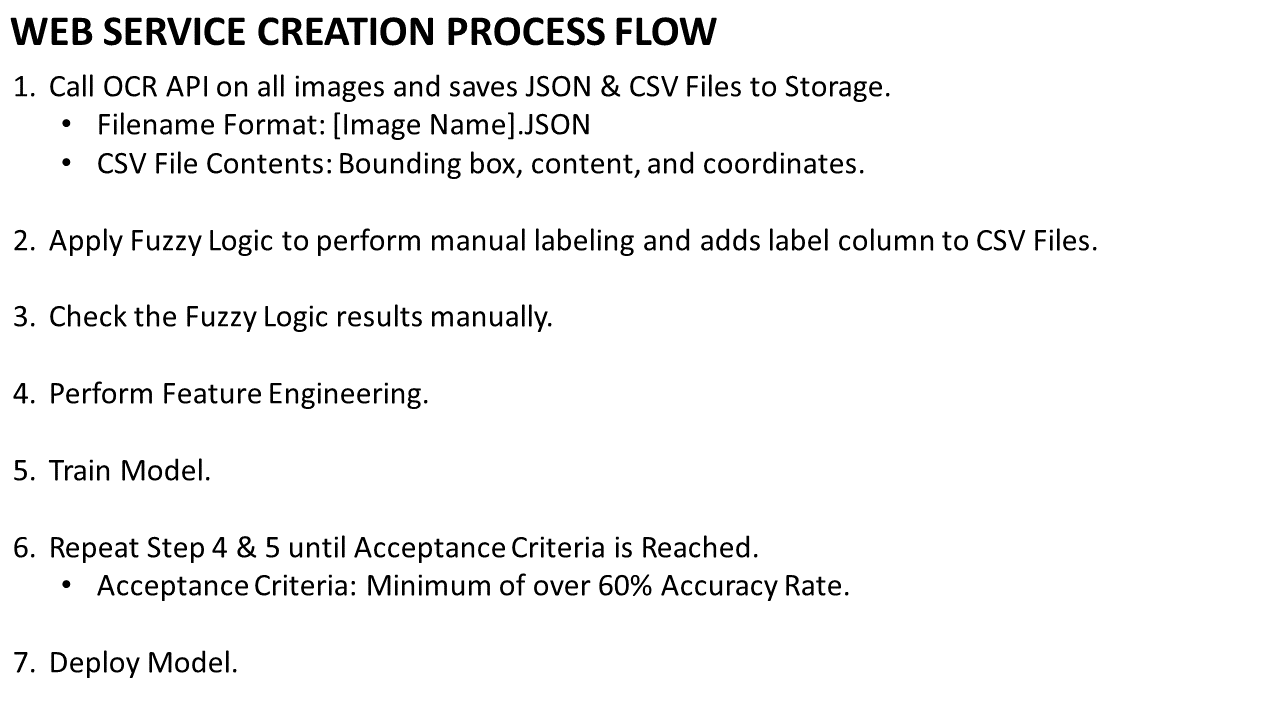 WEB SERVICE CREATION PROCESS FLOW
1. Call OCR API on all images and saves JSON & CSV Files to Storage.
• Filename Format: [Image Name].JSON
• CSV File Contents: Bounding box, content, and coordinates.
2. Apply Fuzzy Logic to perform manual labeling and adds label column to CSV Files.
3. Check the Fuzzy Logic results manually.
4. Perform Feature Engineering.
5. Train Model.
6. Repeat Step 4 & 5 until Acceptance Criteria is Reached.
• Acceptance Criteria: Minimum of over 60% Accuracy Rate.
7. Deploy Model.